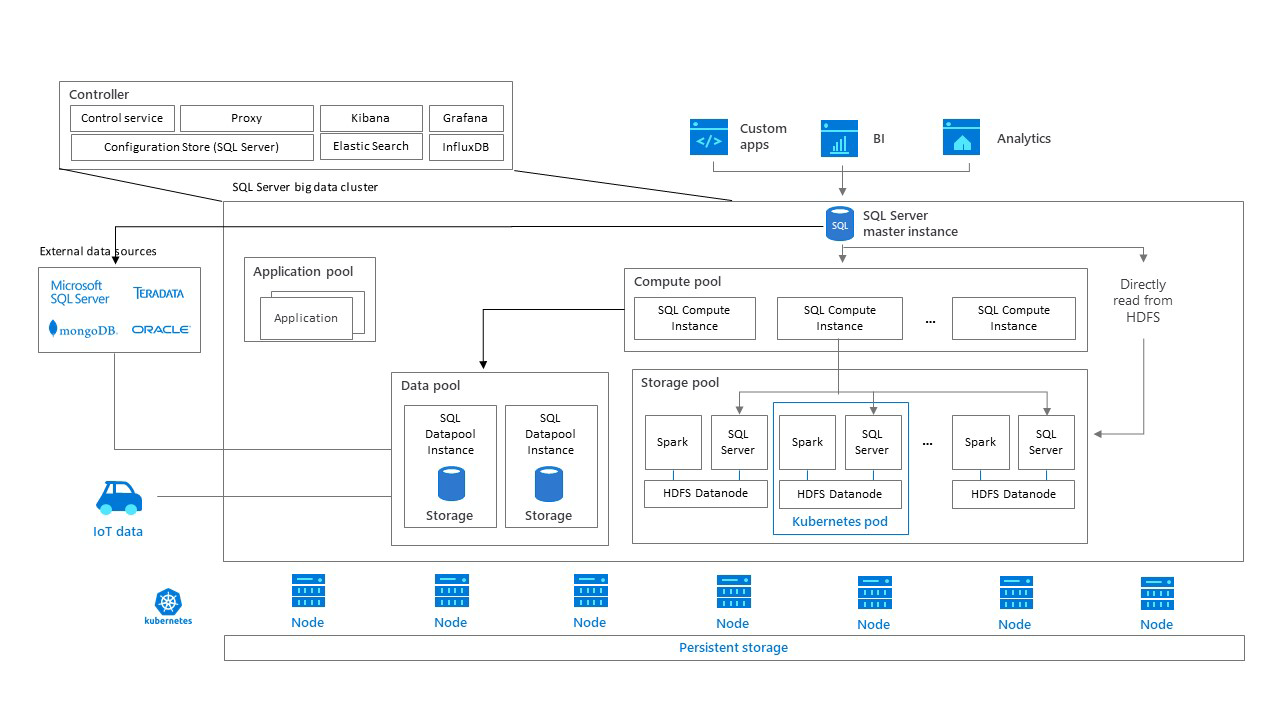 Controller
Control service
Proxy
Kibana
Grafana
Configuration Store (SQL Server)
Elastic Search
InfluxDB
Custom
apps
BI
Analytics
SQL Server big data cluster
SQL
SQL Server
master instance
External data sources
Microsoft
SQL Server
TERADATA
mongoDB.
ORACLE
Application pool
Application
Compute pool
SQL Compute
Instance
SQL Compute
Instance
...
SQL Compute
Instance
Directly
read from
HDFS
Data pool
SQL
Datapool
Instance
Storage
SQL
Datapool
Instance
Storage
Storage pool
Spark
SQL
Server
HDFS Datanode
Spark
SQL
Server
HDFS Datanode
Kubernetes pod
...
Spark
SQL
Server
HDFS Datanode
IoT data
kubernetes
Node
Node
Node
Node
Node
Node
Node
Persistent storage